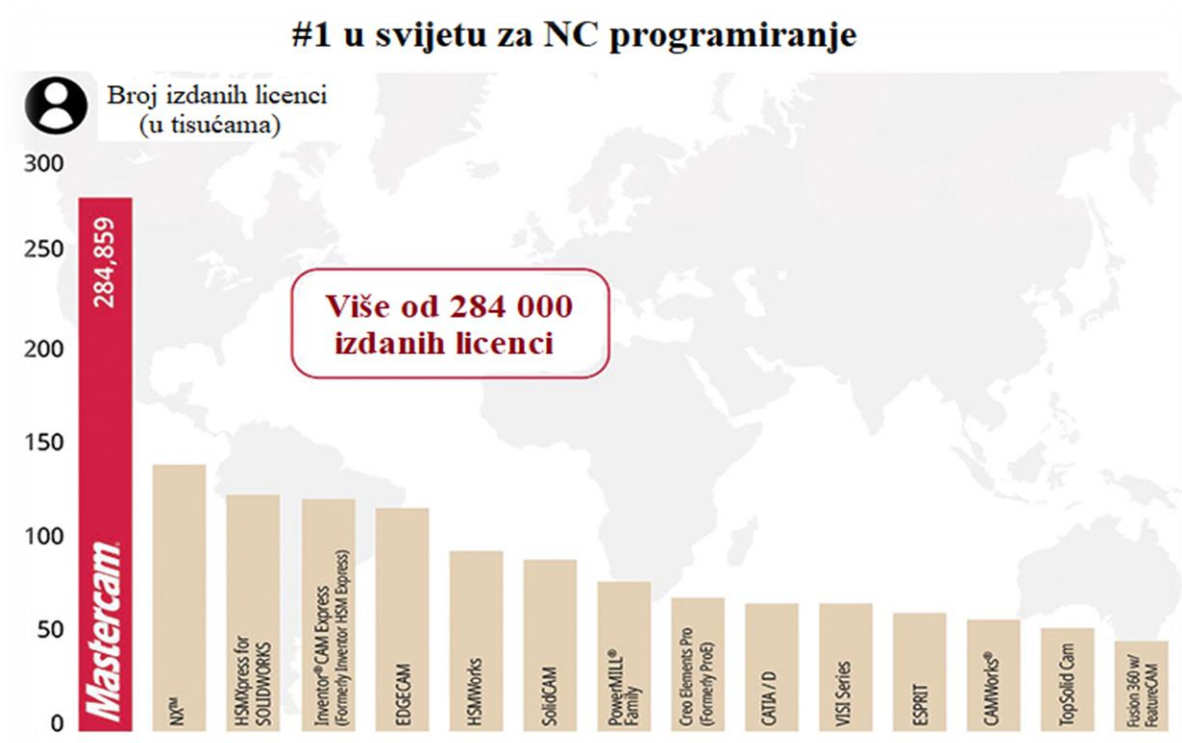 #1 u svijetu za NC programiranje
Broj izdanih licenci
(u tisućama)
300
250
200
150
100
50
0
284,859
Mastercam
Više od 284 000
izdanih licenci
NX™
HSMXpress for
SOLIDWORKS
Inventor® CAM Express
(Formerly Inventor HSM Express)
EDGECAM
HSMWorks
SolidCAM
PowerMILL®
Family
Creo Elements Pro
(Formerly ProE)
CATIA / D
VISI Series
ESPRIT
CAMWorks®
TopSolid Cam
Fusion 360 w/
FeatureCAM